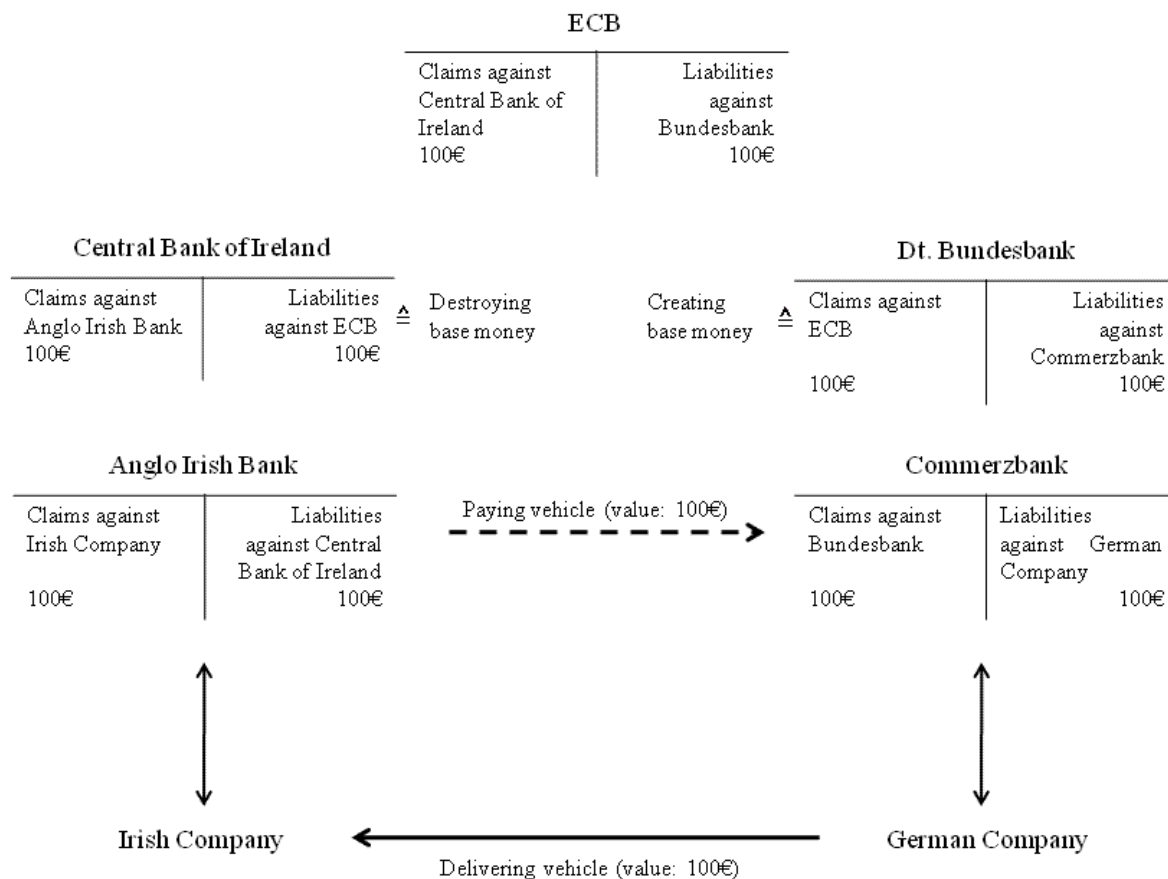 ECB
Claims against
Central Bank of
Ireland
100€
Liabilities
against
Bundesbank
100€
Central Bank of Ireland
Claims against
Anglo Irish Bank
100€
Liabilities
against ECB
100€
≙
Destroying
base money
Creating
base money
≙
Dt. Bundesbank
Claims against
ECB
100€
Liabilities
against
Commerzbank
100€
Anglo Irish Bank
Claims against
Irish Company
100€
Liabilities
against Central
Bank of Ireland
100€
Paying vehicle (value: 100€)
Commerzbank
Claims against
Bundesbank
100€
Liabilities
against German
Company
100€
Irish Company
German Company
Delivering vehicle (value: 100€)